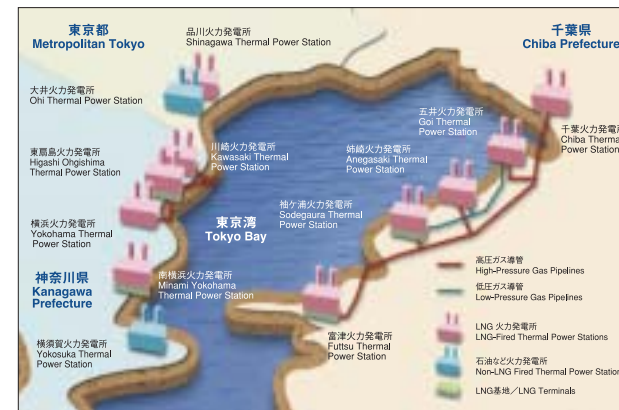 東京都
Metropolitan Tokyo
品川火力発電所
Shinagawa Thermal Power Station
千葉県
Chiba Prefecture
大井火力発電所
Ohi Thermal Power Station
五井火力発電所
Goi Thermal
Power Station
千葉火力発電所
Chiba Thermal
Power Station
東扇島火力発電所
Higashi Ohgishima
Thermal Power Station
川崎火力発電所
Kawasaki Thermal
Power Station
姉崎火力発電所
Anegasaki Thermal
Power Station
袖ケ浦火力発電所
Sodegaura Thermal
Power Station
横浜火力発電所
Yokohama Thermal
Power Station
東京湾
Tokyo Bay
神奈川県
Kanagawa
Prefecture
南横浜火力発電所
Minami Yokohama
Thermal Power Station
横須賀火力発電所
Yokosuka Thermal
Power Station
富津火力発電所
Futtsu Thermal
Power Station
高圧ガス導管
High-Pressure Gas Pipelines
低圧ガス導管
Low-Pressure Gas Pipelines
LNG 火力発電所
LNG-Fired Thermal Power Stations
石油など火力発電所
Non-LNG Fired Thermal Power Station
LNG基地／LNG Terminals